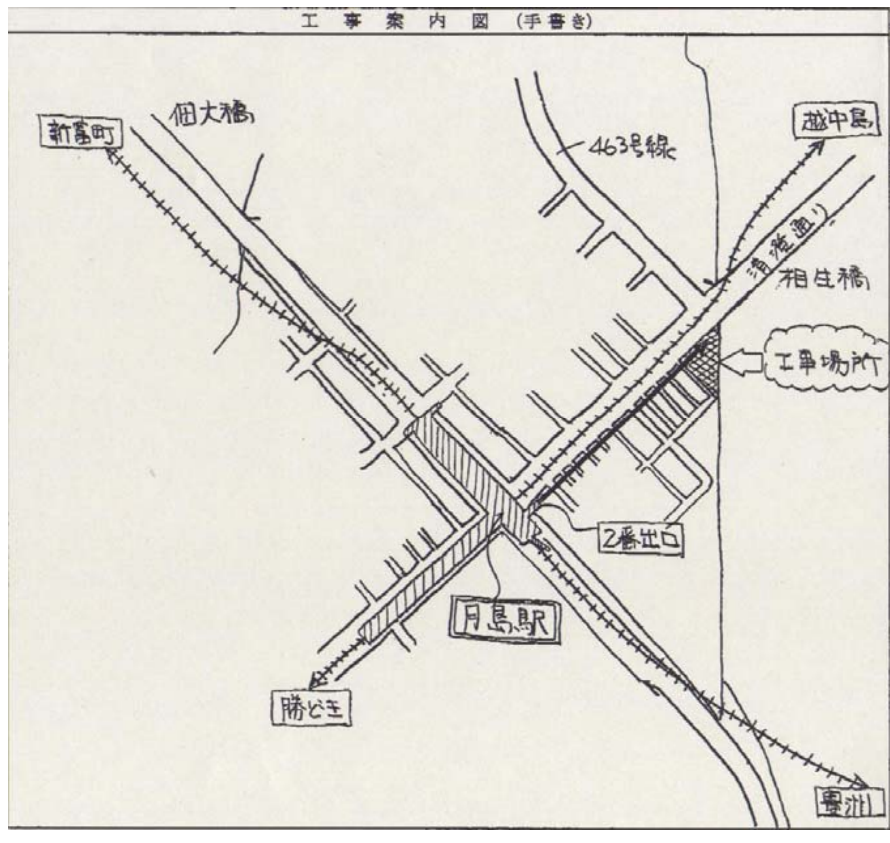 工事案内図 (手書き)
新富町
佃大橋
463号線
越中島
清澄通り
相生橋
工事場所
2番出口
月島駅
勝どき
豊洲